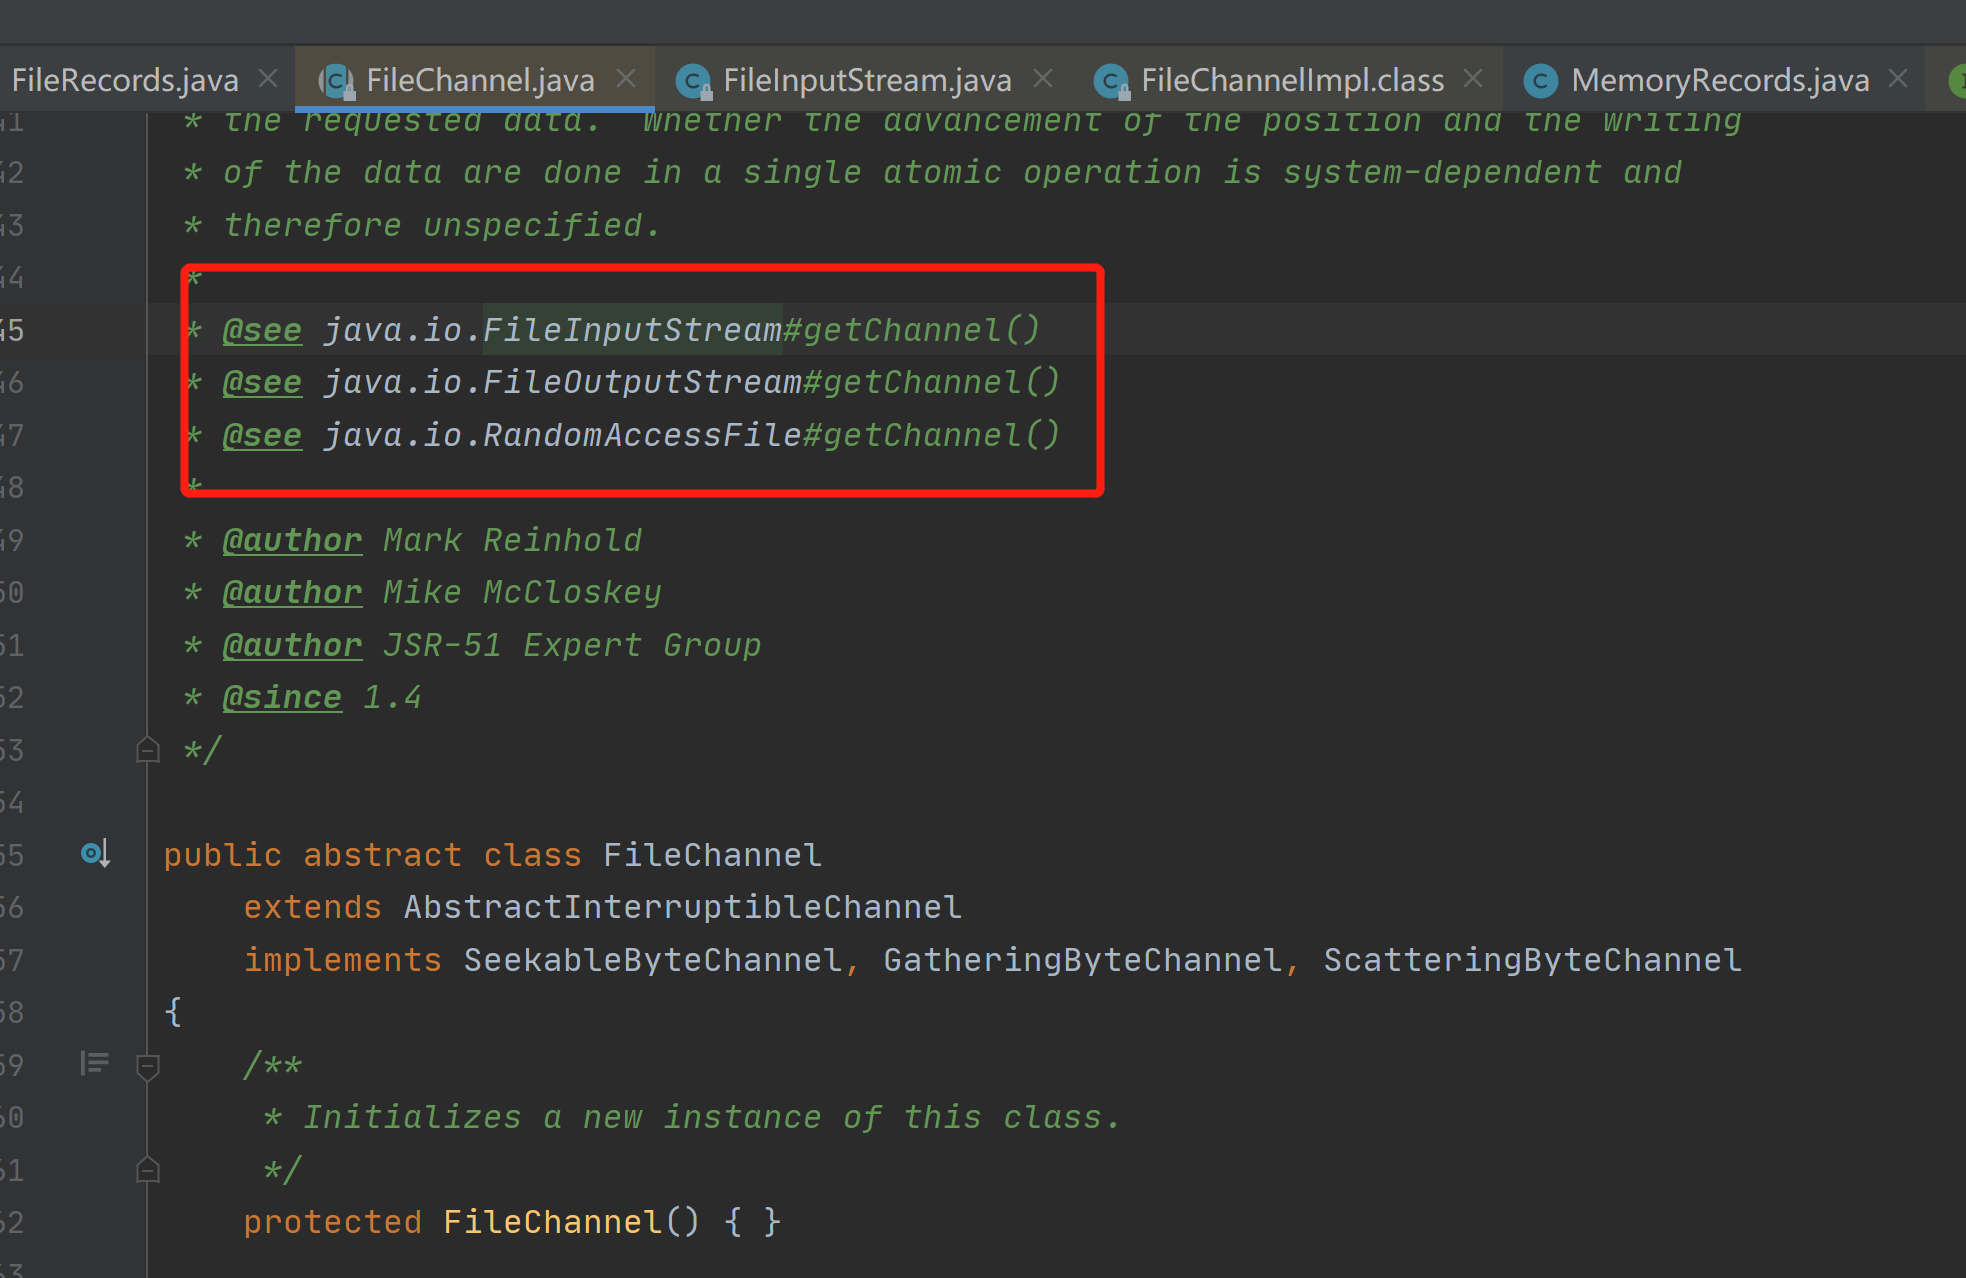 FileRecords.java FileChannel.java FileInputStream.java FileChannelImpl.class MemoryRecords.java
41 * the requested data.  Whether the advancement of the position and the writing
42 * of the data are done in a single atomic operation is system-dependent and
43 * therefore unspecified.
44 *
45 * @see java.io.FileInputStream#getChannel()
46 * @see java.io.FileOutputStream#getChannel()
47 * @see java.io.RandomAccessFile#getChannel()
48 *
49 * @author Mark Reinhold
50 * @author Mike McCloskey
51 * @author JSR-51 Expert Group
52 * @since 1.4
53 */
54
55 public abstract class FileChannel
56 extends AbstractInterruptibleChannel
57 implements SeekableByteChannel, GatheringByteChannel, ScatteringByteChannel
58 {
59 /**
60 * Initializes a new instance of this class.
61 */
62 protected FileChannel() { }
63